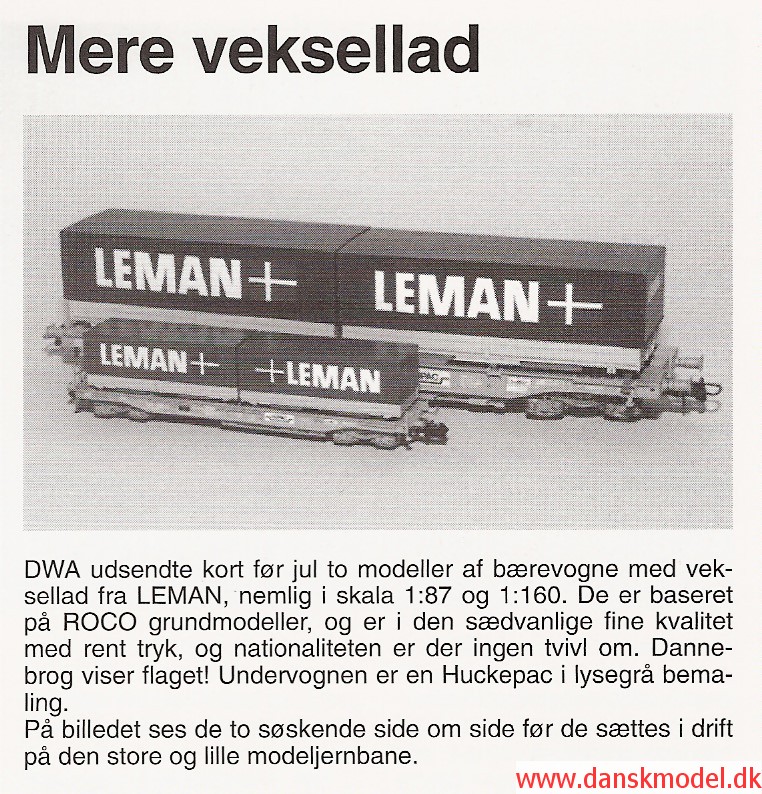 Mere veksellad
LEMAN+
LEMAN+
LEMAN+
+LEMAN
DWA udsendte kort før jul to modeller af bærevogne med vek-
sellad fra LEMAN, nemlig i skala 1:87 og 1:160. De er baseret
på ROCO grundmodeller, og er i den sædvanlige fine kvalitet
med rent tryk, og nationaliteten er der ingen tvivl om. Danne-
brog viser flaget! Undervognen er en Huckepac i lysegrå bema-
ling.
På billedet ses de to søskende side om side før de sættes i drift
på den store og lille modeljernbane.
www.danskmodel.dk